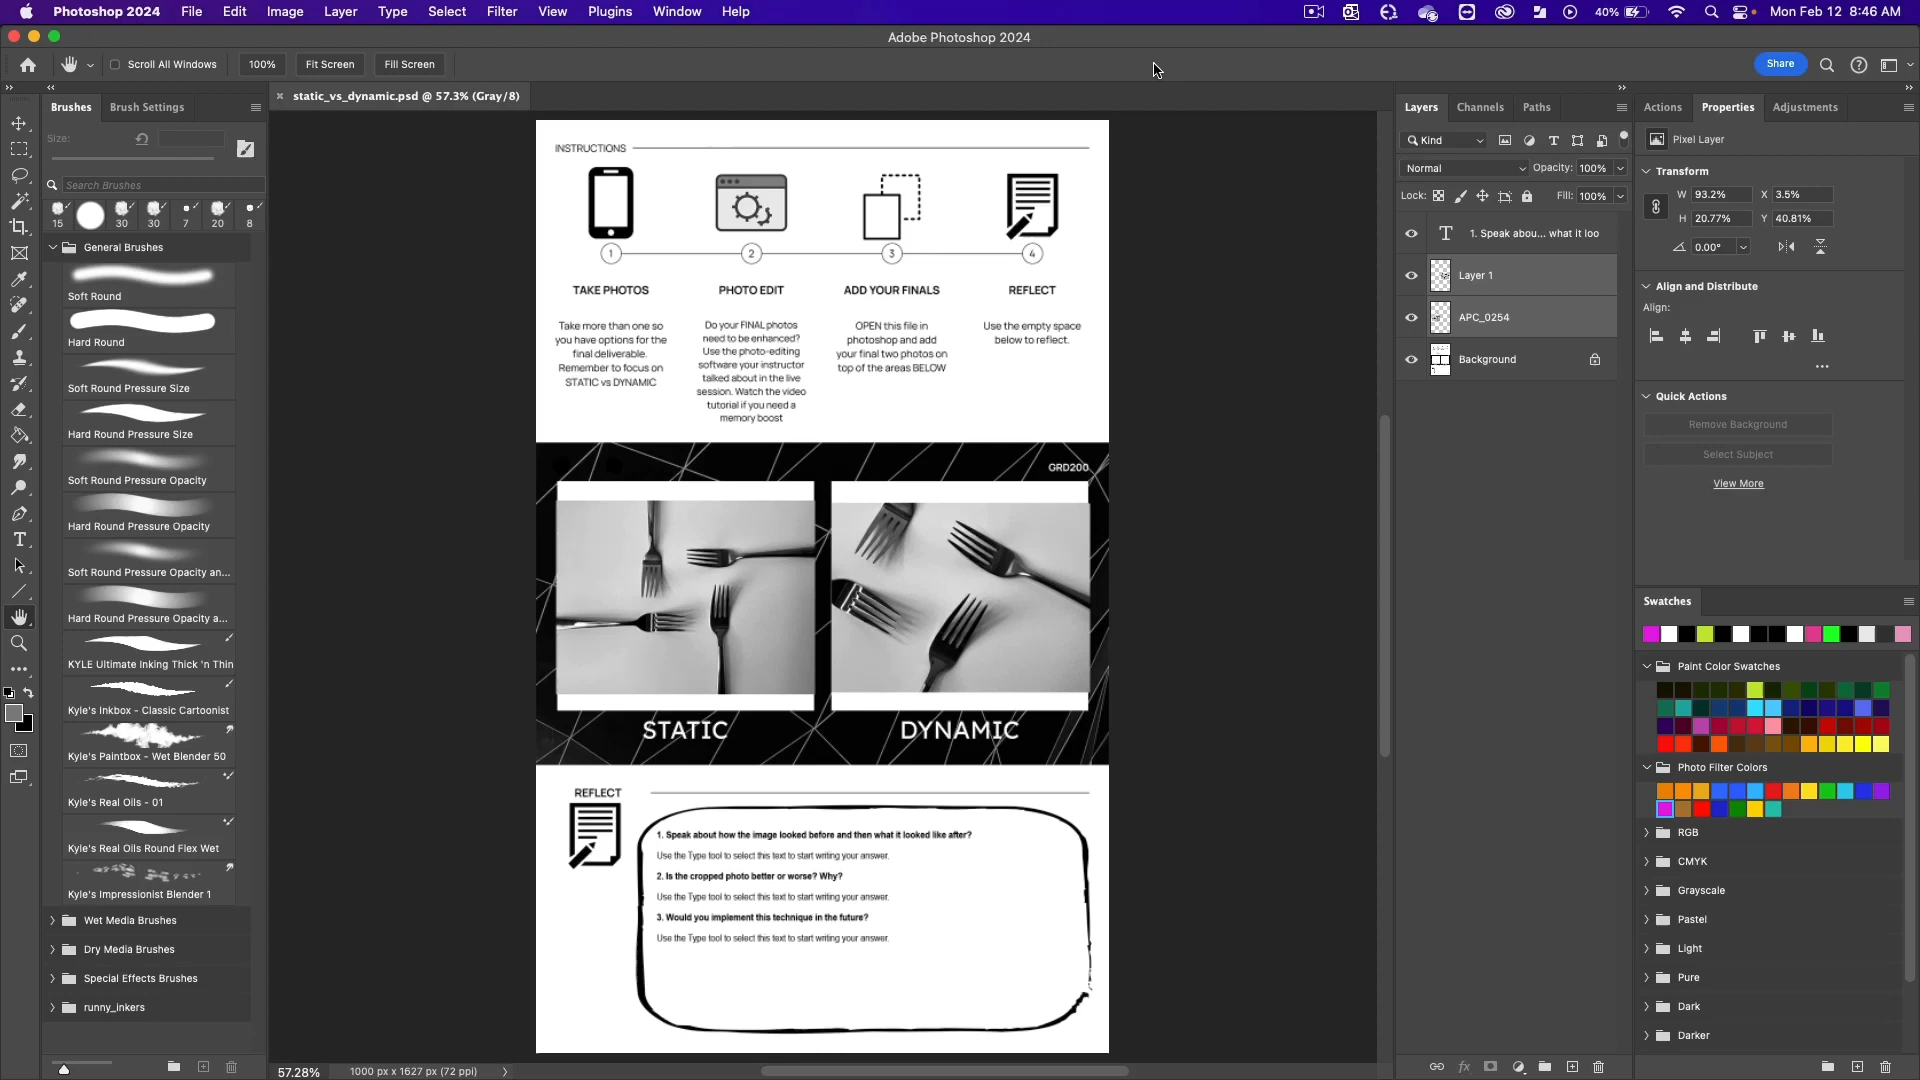 Photoshop 2024 File Edit Image Layer Type Select Filter View Plugins Window Help 40% Mon Feb 12 8:46 AM
Adobe Photoshop 2024
Scroll All Windows 100% Fit Screen Fill Screen Share
Brushes Brush Settings
Size:
Search Brushes
15 30 30 7 20 8
General Brushes
Soft Round
Hard Round
Soft Round Pressure Size
Hard Round Pressure Size
Soft Round Pressure Opacity
Hard Round Pressure Opacity
Soft Round Pressure Opacity an...
Hard Round Pressure Opacity a...
KYLE Ultimate Inking Thick 'n Thin
Kyle's Inkbox - Classic Cartoonist
Kyle's Paintbox - Wet Blender 50
Kyle's Real Oils - 01
Kyle's Real Oils Round Flex Wet
Kyle's Impressionist Blender 1
Wet Media Brushes
Dry Media Brushes
Special Effects Brushes
runny_inkers
static_vs_dynamic.psd @ 57.3% (Gray/8)
INSTRUCTIONS
1 2 3 4
TAKE PHOTOS
Take more than one so
you have options for the
final deliverable.
Remember to focus on
STATIC vs DYNAMIC
PHOTO EDIT
Do your FINAL photos
need to be enhanced?
Use the photo-editing
software your instructor
talked about in the live
session. Watch the video
tutorial if you need a
memory boost
ADD YOUR FINALS
OPEN this file in
photoshop and add
your final two photos on
top of the areas BELOW
REFLECT
Use the empty space
below to reflect.
GRD200
STATIC
DYNAMIC
REFLECT
1. Speak about how the image looked before and then what it looked like after?
Use the Type tool to select this text to start writing your answer.
2. Is the cropped photo better or worse? Why?
Use the Type tool to select this text to start writing your answer.
3. Would you implement this technique in the future?
Use the Type tool to select this text to start writing your answer.
57.28% 1000 px x 1627 px (72 ppi)
Layers Channels Paths
Kind
Normal Opacity: 100%
Lock: Fill: 100%
1. Speak abou... what it loo
Layer 1
APC_0254
Background
fx
Actions Properties Adjustments
Pixel Layer
Transform
W 93.2% X 3.5%
H 20.77% Y 40.81%
0.00°
Align and Distribute
Align:
Quick Actions
Remove Background
Select Subject
View More
Swatches
Paint Color Swatches
Photo Filter Colors
RGB
CMYK
Grayscale
Pastel
Light
Pure
Dark
Darker